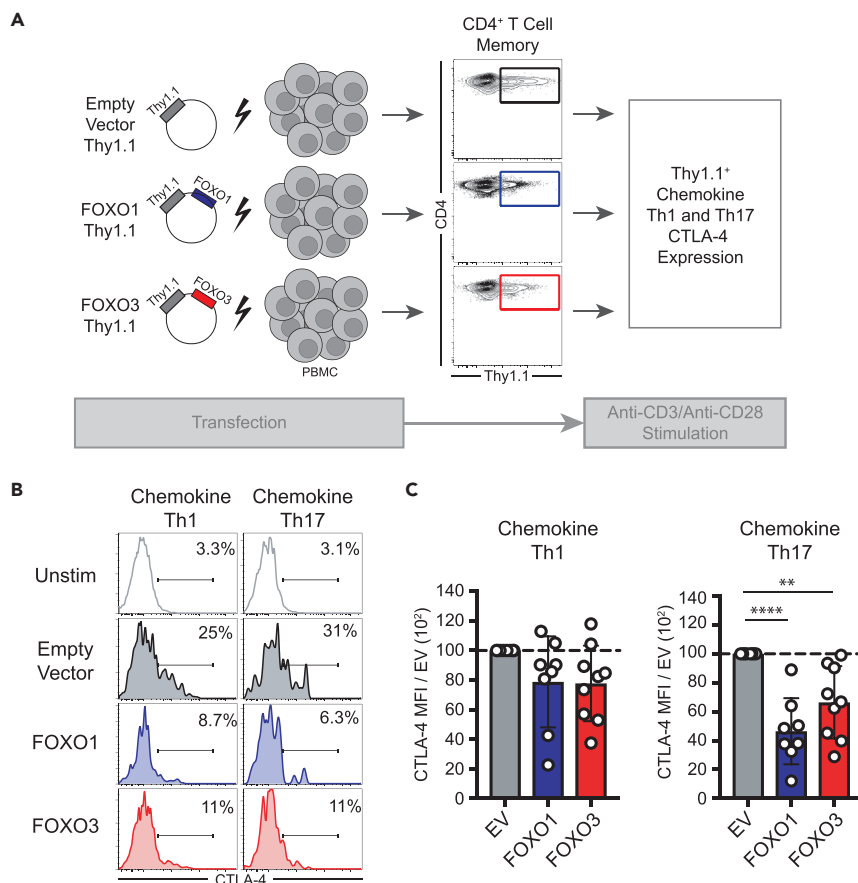 A
CD4⁺ T Cell
Memory
Empty
Vector
Thy1.1
Thy1.1
FOXO1
Thy1.1
Thy1.1
FOXO1
FOXO3
Thy1.1
Thy1.1
FOXO3
PBMC
CD4
Thy1.1
Thy1.1⁺
Chemokine
Th1 and Th17
CTLA-4
Expression
Transfection
Anti-CD3/Anti-CD28
Stimulation
B
Chemokine
Th1
Chemokine
Th17
Unstim
3.3%
3.1%
Empty
Vector
25%
31%
FOXO1
8.7%
6.3%
FOXO3
11%
11%
CTLA-4
C
Chemokine
Th1
CTLA-4 MFI / EV (10²)
140
120
100
80
60
40
20
0
EV
FOXO1
FOXO3
Chemokine
Th17
**
****
CTLA-4 MFI / EV (10²)
140
120
100
80
60
40
20
0
EV
FOXO1
FOXO3